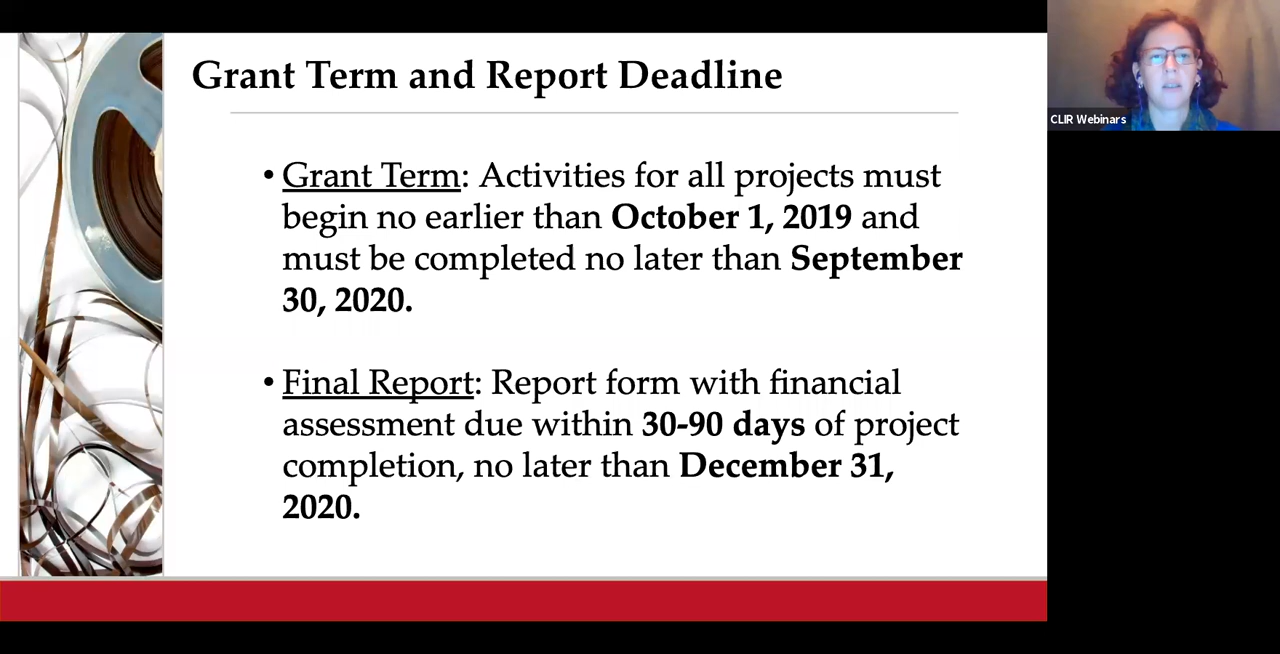 Grant Term and Report Deadline
• Grant Term: Activities for all projects must
begin no earlier than October 1, 2019 and
must be completed no later than September
30, 2020.
• Final Report: Report form with financial
assessment due within 30-90 days of project
completion, no later than December 31,
2020.
CLIR Webinars